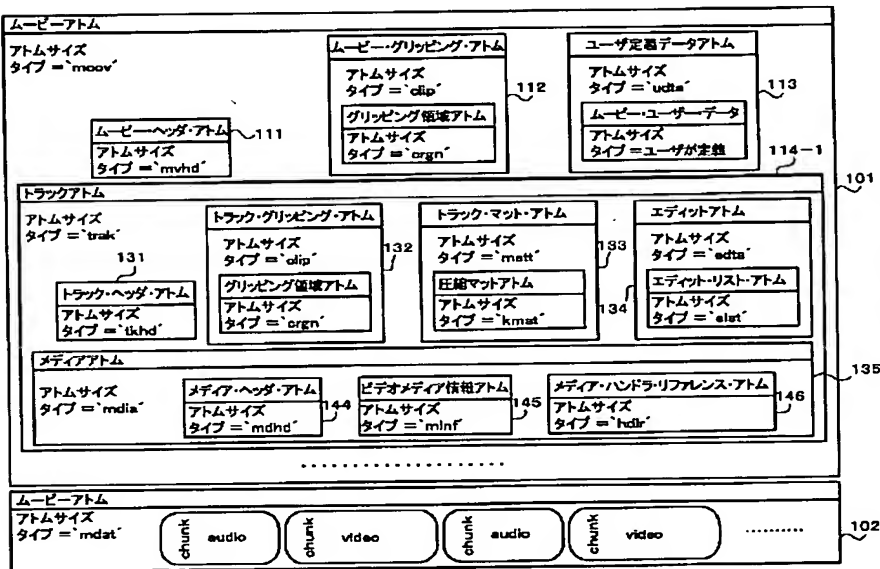 ムービーアトム
アトムサイズ
タイプ＝`moov'
ムービーヘッダ・アトム
アトムサイズ
タイプ＝`mvhd'
111
ムービー・グリッピング・アトム
アトムサイズ
タイプ＝`clip'
グリッピング領域アトム
アトムサイズ
タイプ＝`crgn'
112
ユーザ定義データアトム
アトムサイズ
タイプ＝`udta'
ムービー・ユーザー・データ
アトムサイズ
タイプ＝ユーザが定義
113
114-1
101
トラックアトム
アトムサイズ
タイプ＝`trak'
131
トラック・ヘッダ・アトム
アトムサイズ
タイプ＝`tkhd'
トラック・グリッピング・アトム
アトムサイズ
タイプ＝`clip'
グリッピング領域アトム
アトムサイズ
タイプ＝`crgn'
132
トラック・マット・アトム
アトムサイズ
タイプ＝`matt'
圧縮マットアトム
アトムサイズ
タイプ＝`kmat'
133
エディットアトム
アトムサイズ
タイプ＝`edts'
エディット・リスト・アトム
アトムサイズ
タイプ＝`elst'
134
メディアアトム
アトムサイズ
タイプ＝`mdia'
135
メディア・ヘッダ・アトム
アトムサイズ
タイプ＝`mdhd'
144
ビデオメディア情報アトム
アトムサイズ
タイプ＝`minf'
145
メディア・ハンドラ・リファレンス・アトム
アトムサイズ
タイプ＝`hdlr'
146
ムービーアトム
アトムサイズ
タイプ＝`mdat'
chunk
audio
chunk
video
chunk
audio
chunk
video
102